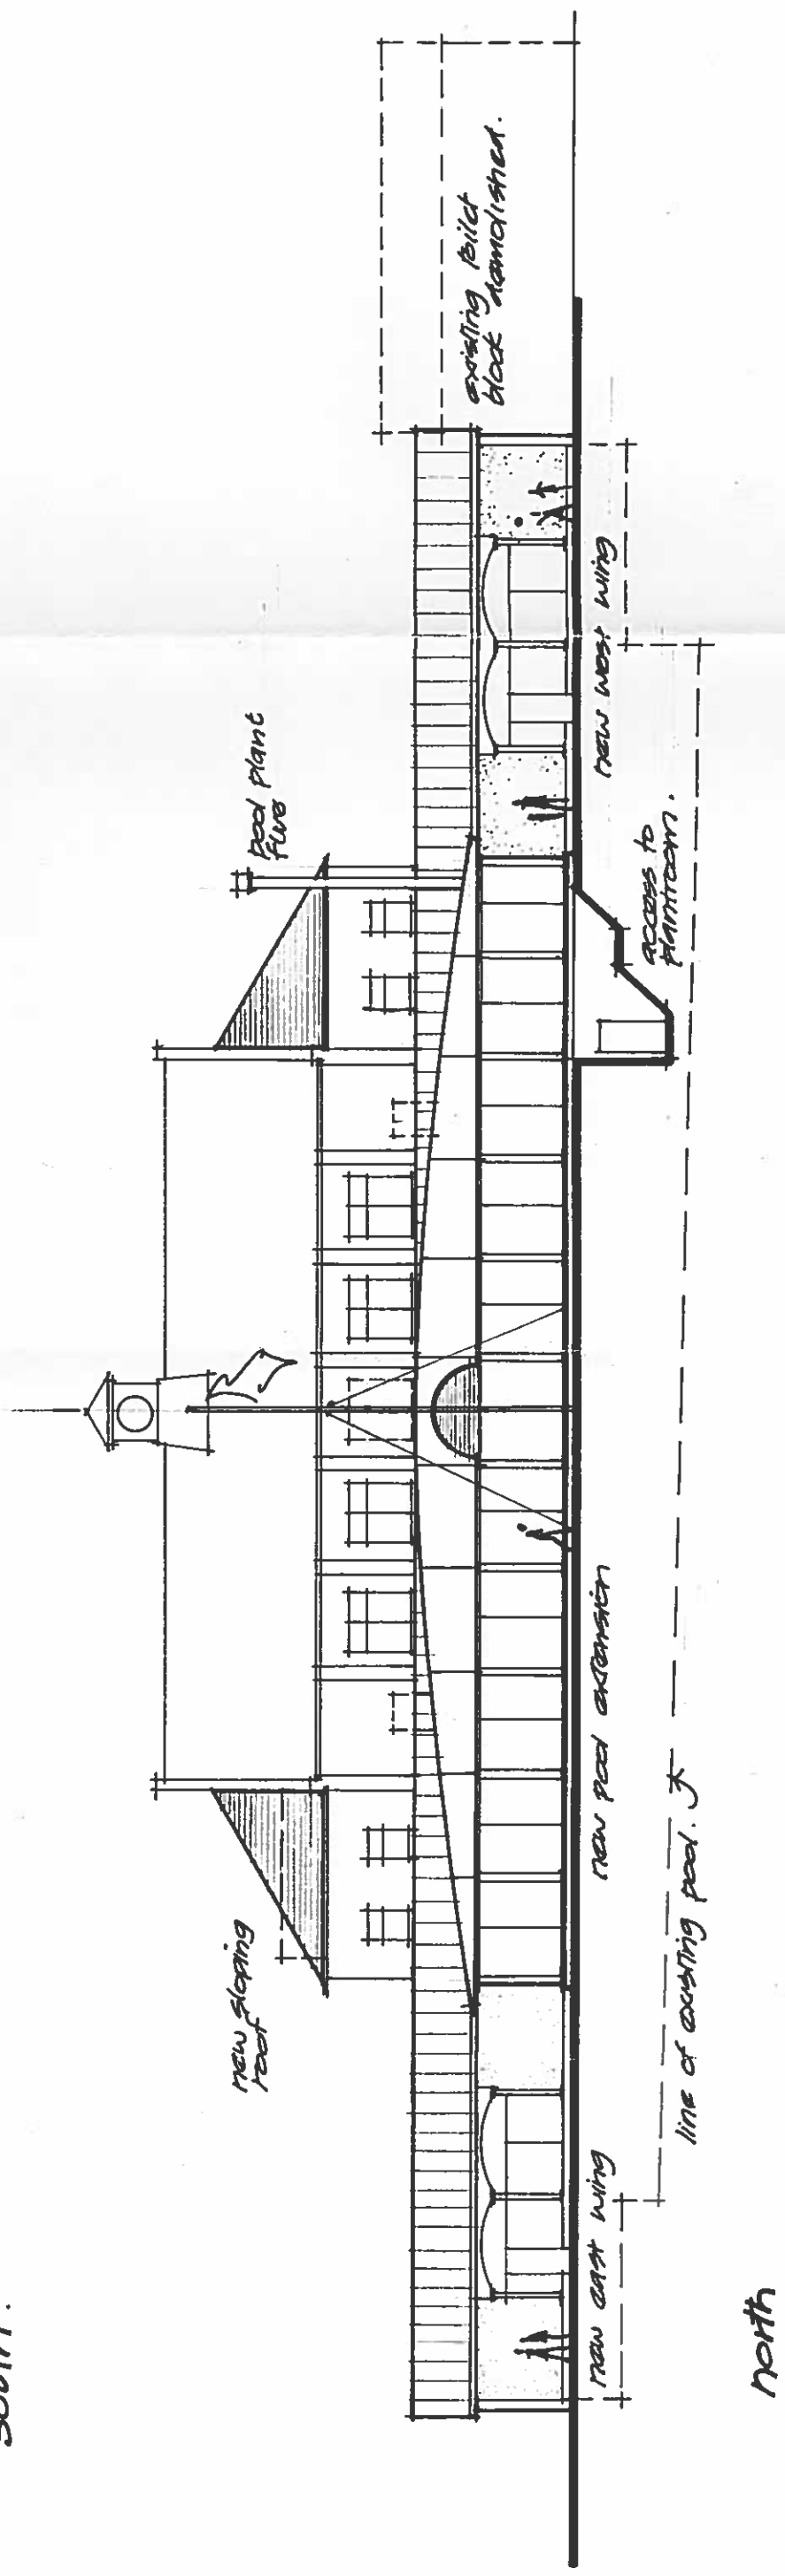 south.
existing toilet
block demolished.
pool plant
flue
new sloping
roof
new east wing
new pool extension
access to
plantroom.
new west wing
line of existing pool.
north